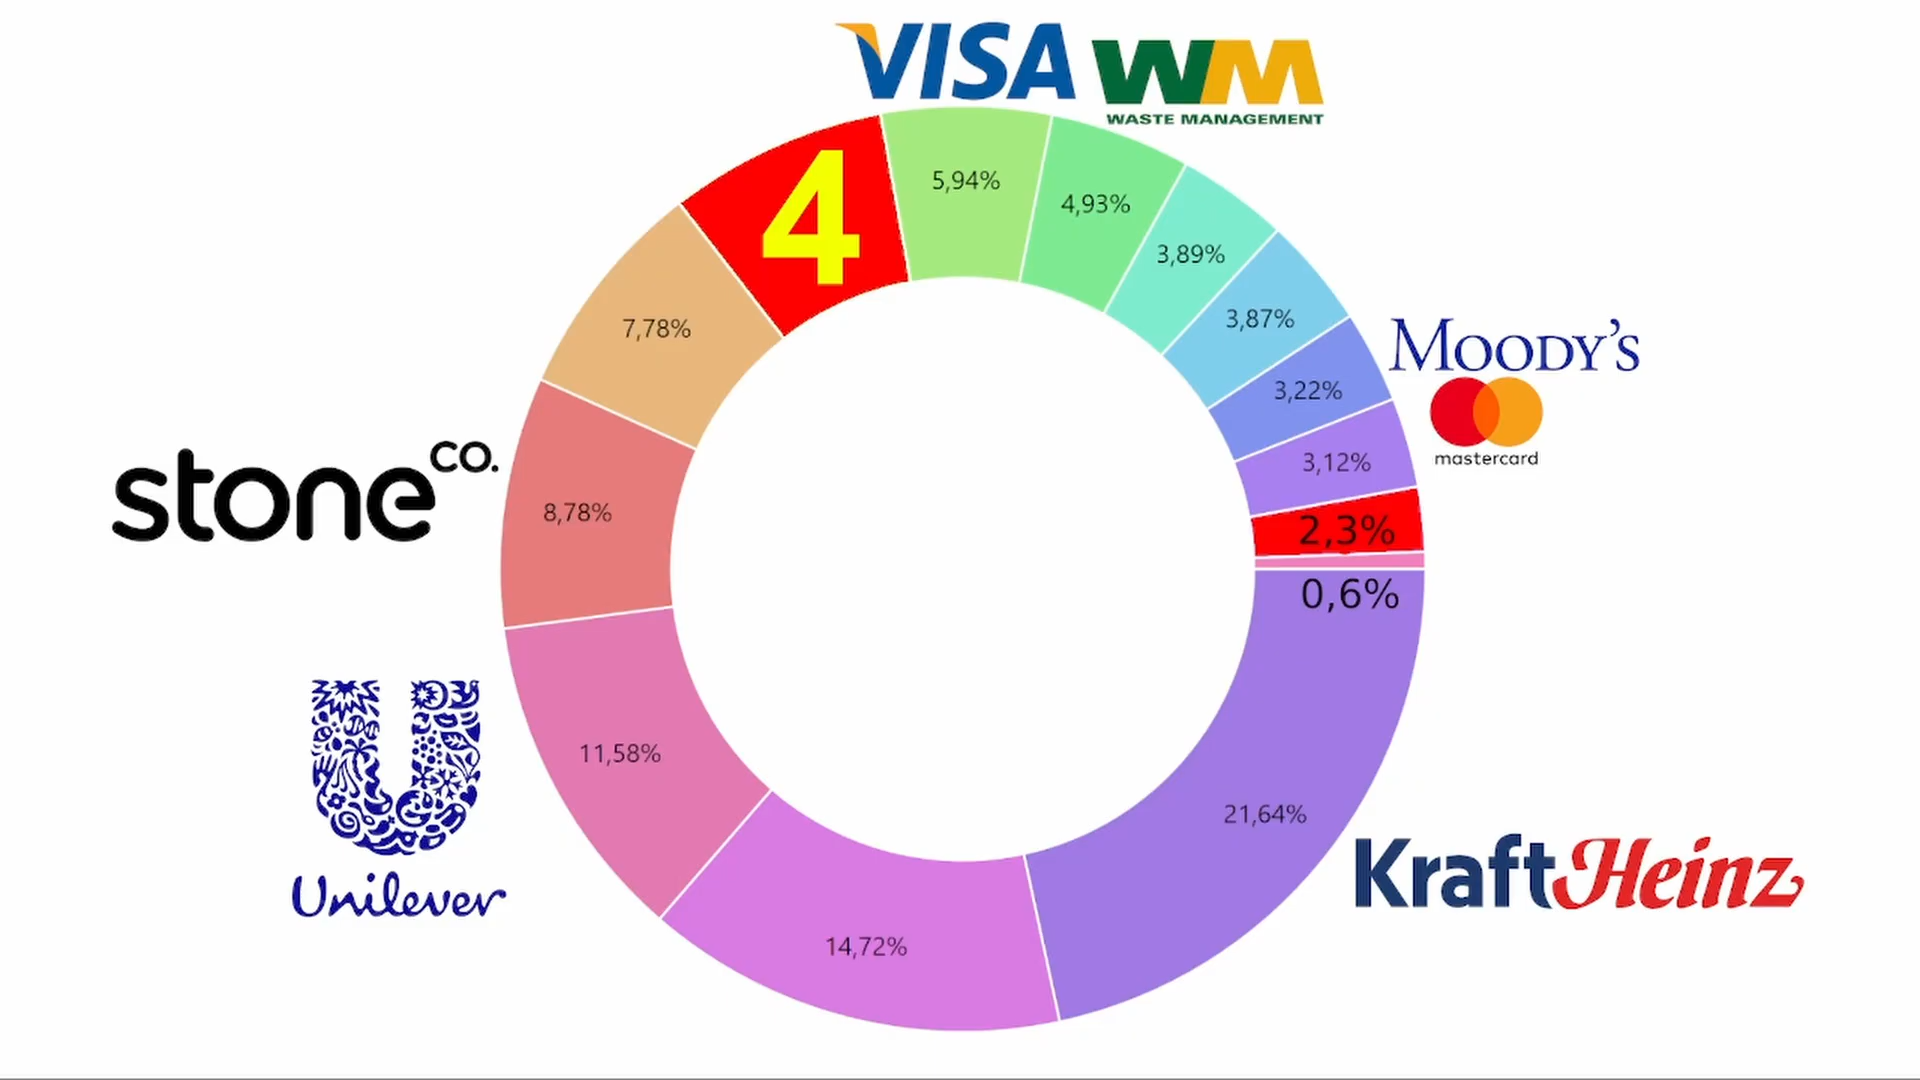 VISA
WM
WASTE MANAGEMENT
4
5,94%
4,93%
3,89%
3,87%
7,78%
MOODY'S
3,22%
mastercard
3,12%
stone co.
8,78%
2,3%
0,6%
11,58%
21,64%
Unilever
KraftHeinz
14,72%